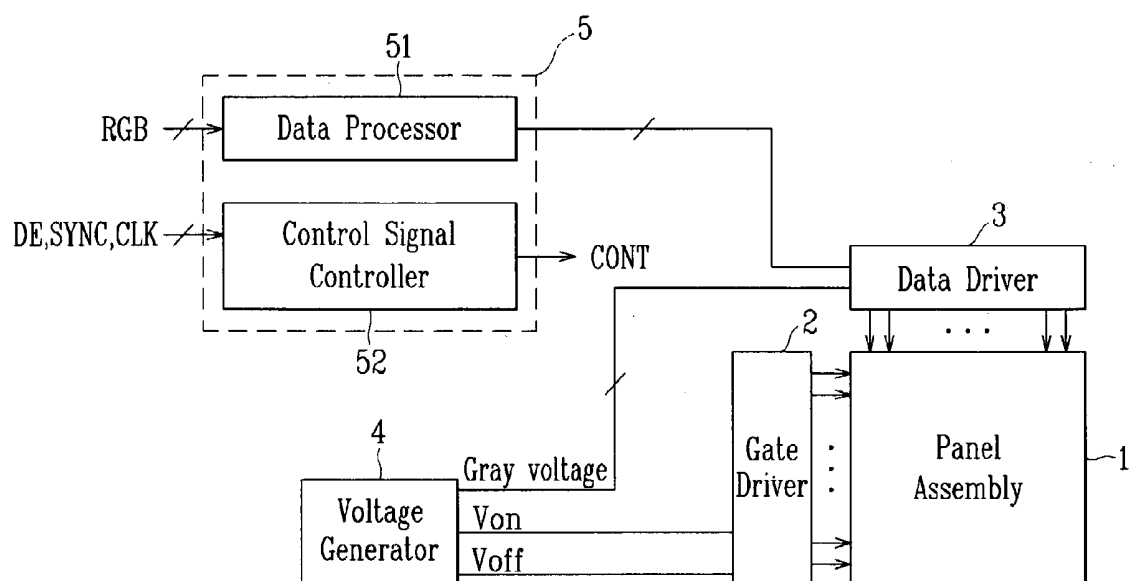 5
51
RGB
Data Processor
DE,SYNC,CLK
Control Signal
Controller
CONT
52
3
Data Driver
. . .
2
Gate
Driver
Panel
Assembly
1
4
Voltage
Generator
Gray voltage
Von
Voff